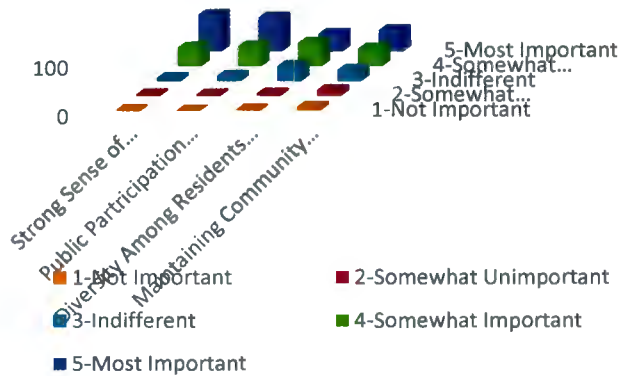 100
0
5-Most Important
4-Somewhat...
3-Indifferent
2-Somewhat...
1-Not Important
Strong Sense of...
Public Partricipation...
Diversity Among Residents...
Maintaining Community...
1-Not Important
2-Somewhat Unimportant
3-Indifferent
4-Somewhat Important
5-Most Important